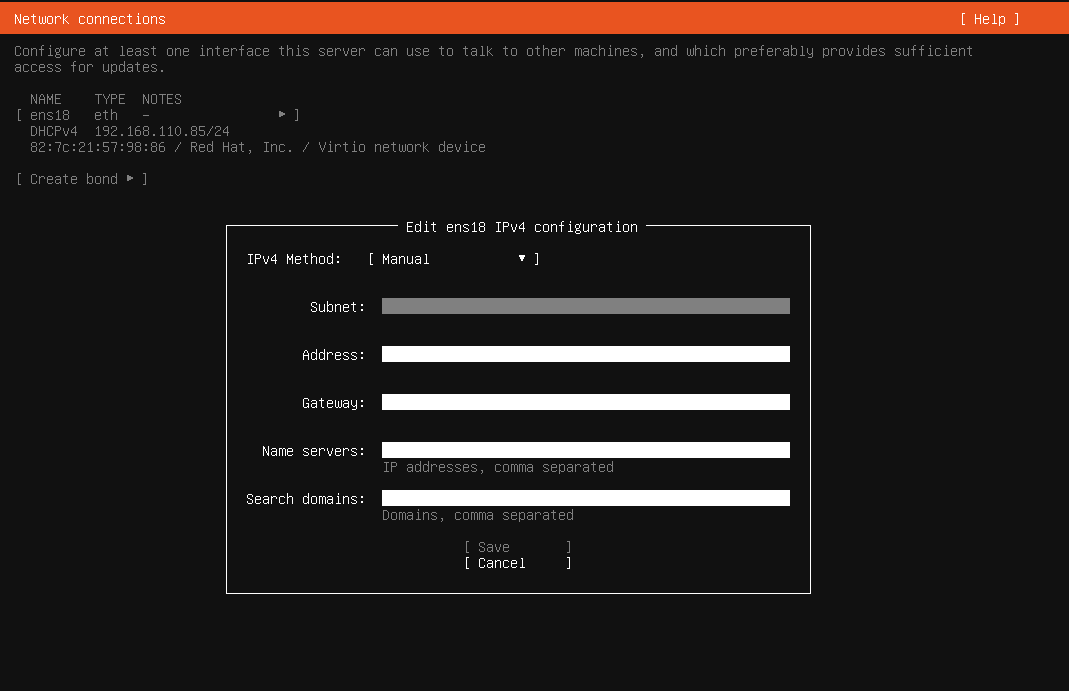 Network connections [ Help ]
Configure at least one interface this server can use to talk to other machines, and which preferably provides sufficient
access for updates.
NAME TYPE NOTES
[ ens18 eth – ▸ ]
DHCPv4 192.168.110.85/24
82:7c:21:57:98:86 / Red Hat, Inc. / Virtio network device
[ Create bond ▸ ]
Edit ens18 IPv4 configuration
IPv4 Method: [ Manual ▾ ]
Subnet:
Address:
Gateway:
Name servers:
IP addresses, comma separated
Search domains:
Domains, comma separated
[ Save ]
[ Cancel ]